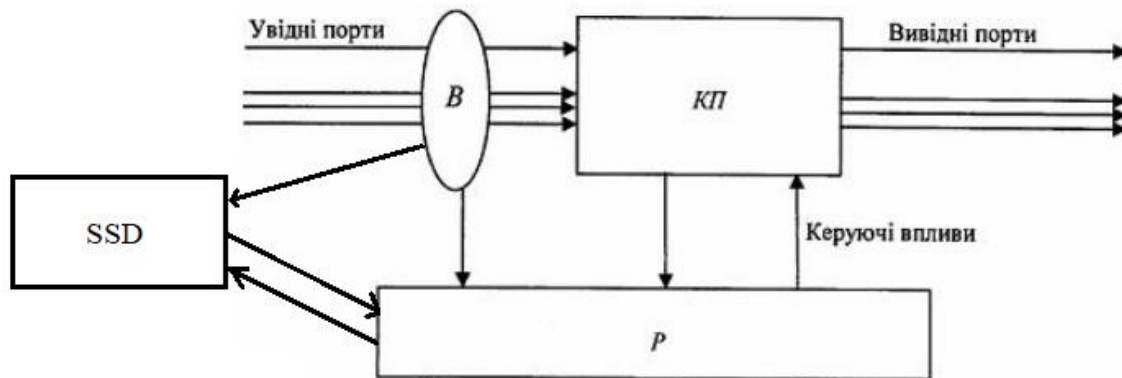 Увідні порти
Вивідні порти
В
КП
SSD
Керуючі впливи
Р